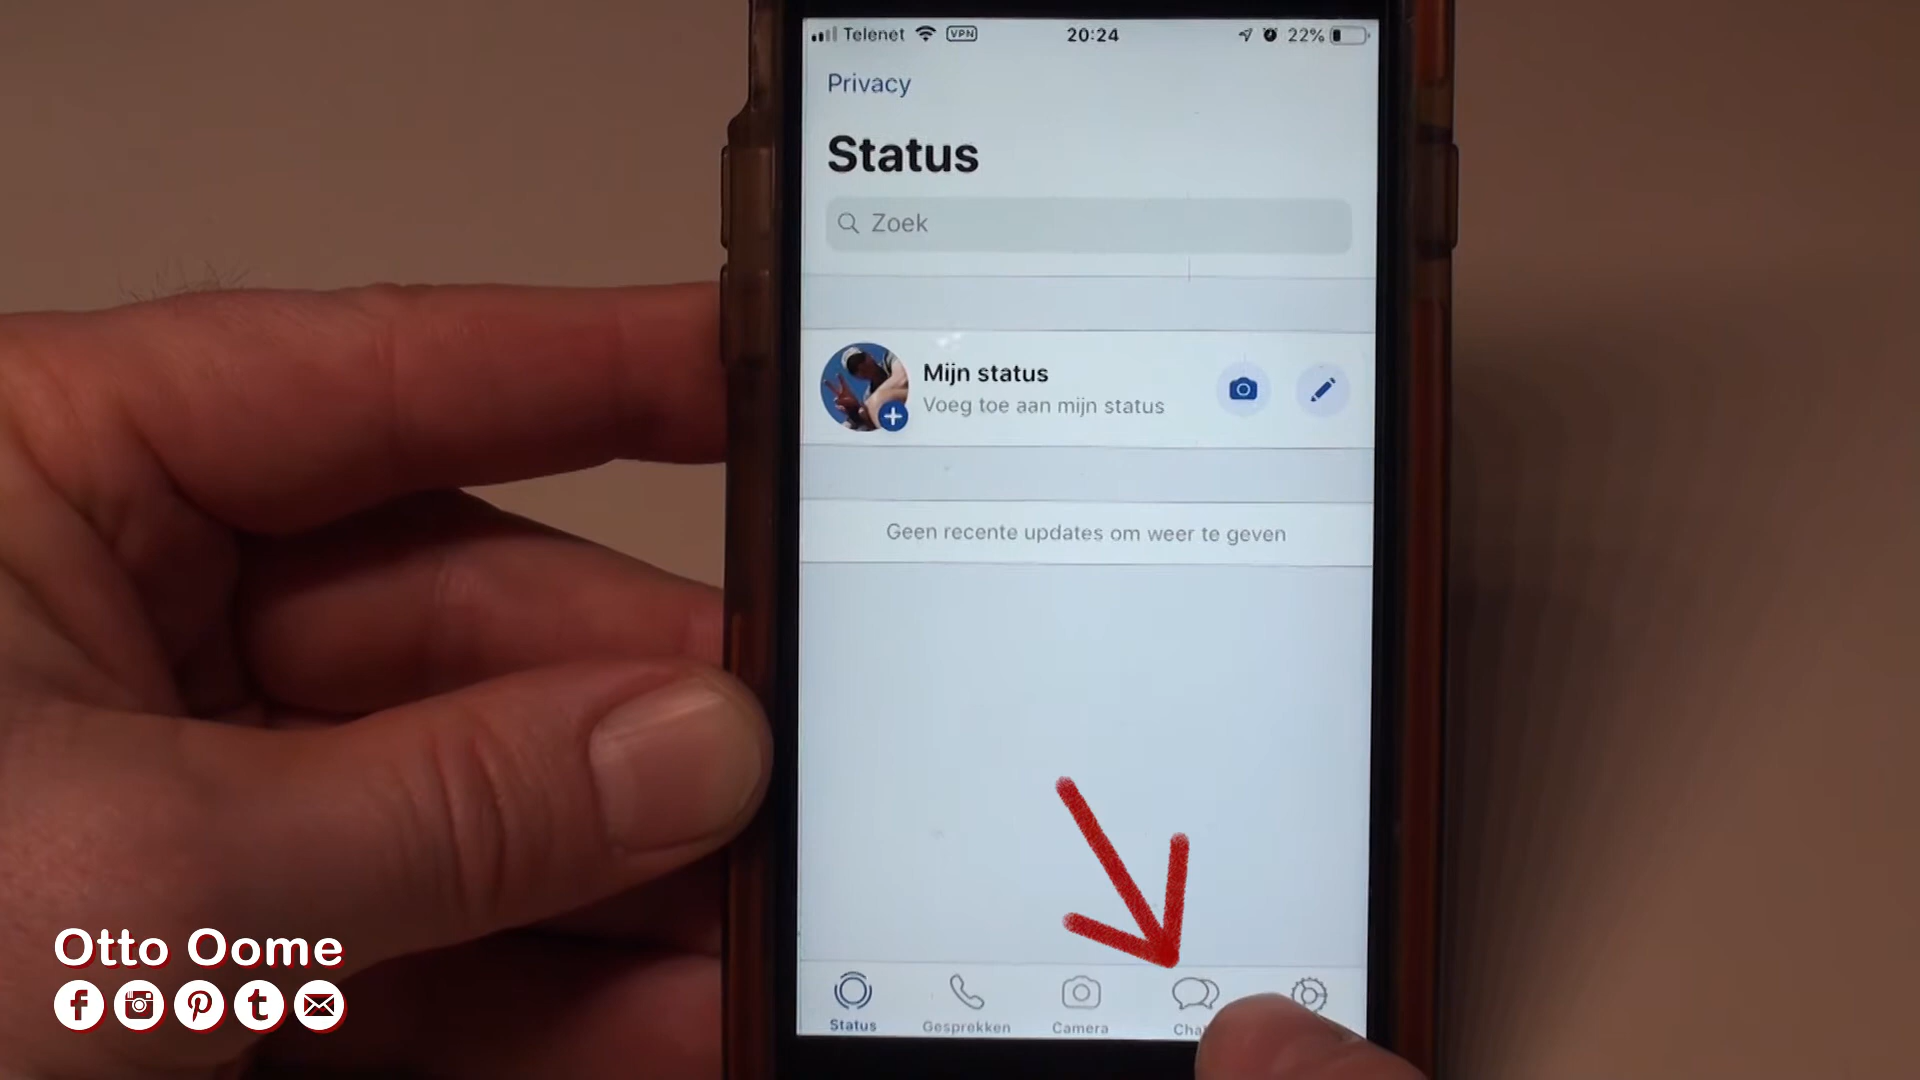 Telenet VPN 20:24 22%
Privacy
Status
Zoek
Mijn status
Voeg toe aan mijn status
Geen recente updates om weer te geven
Status Gesprekken Camera
Otto Oome